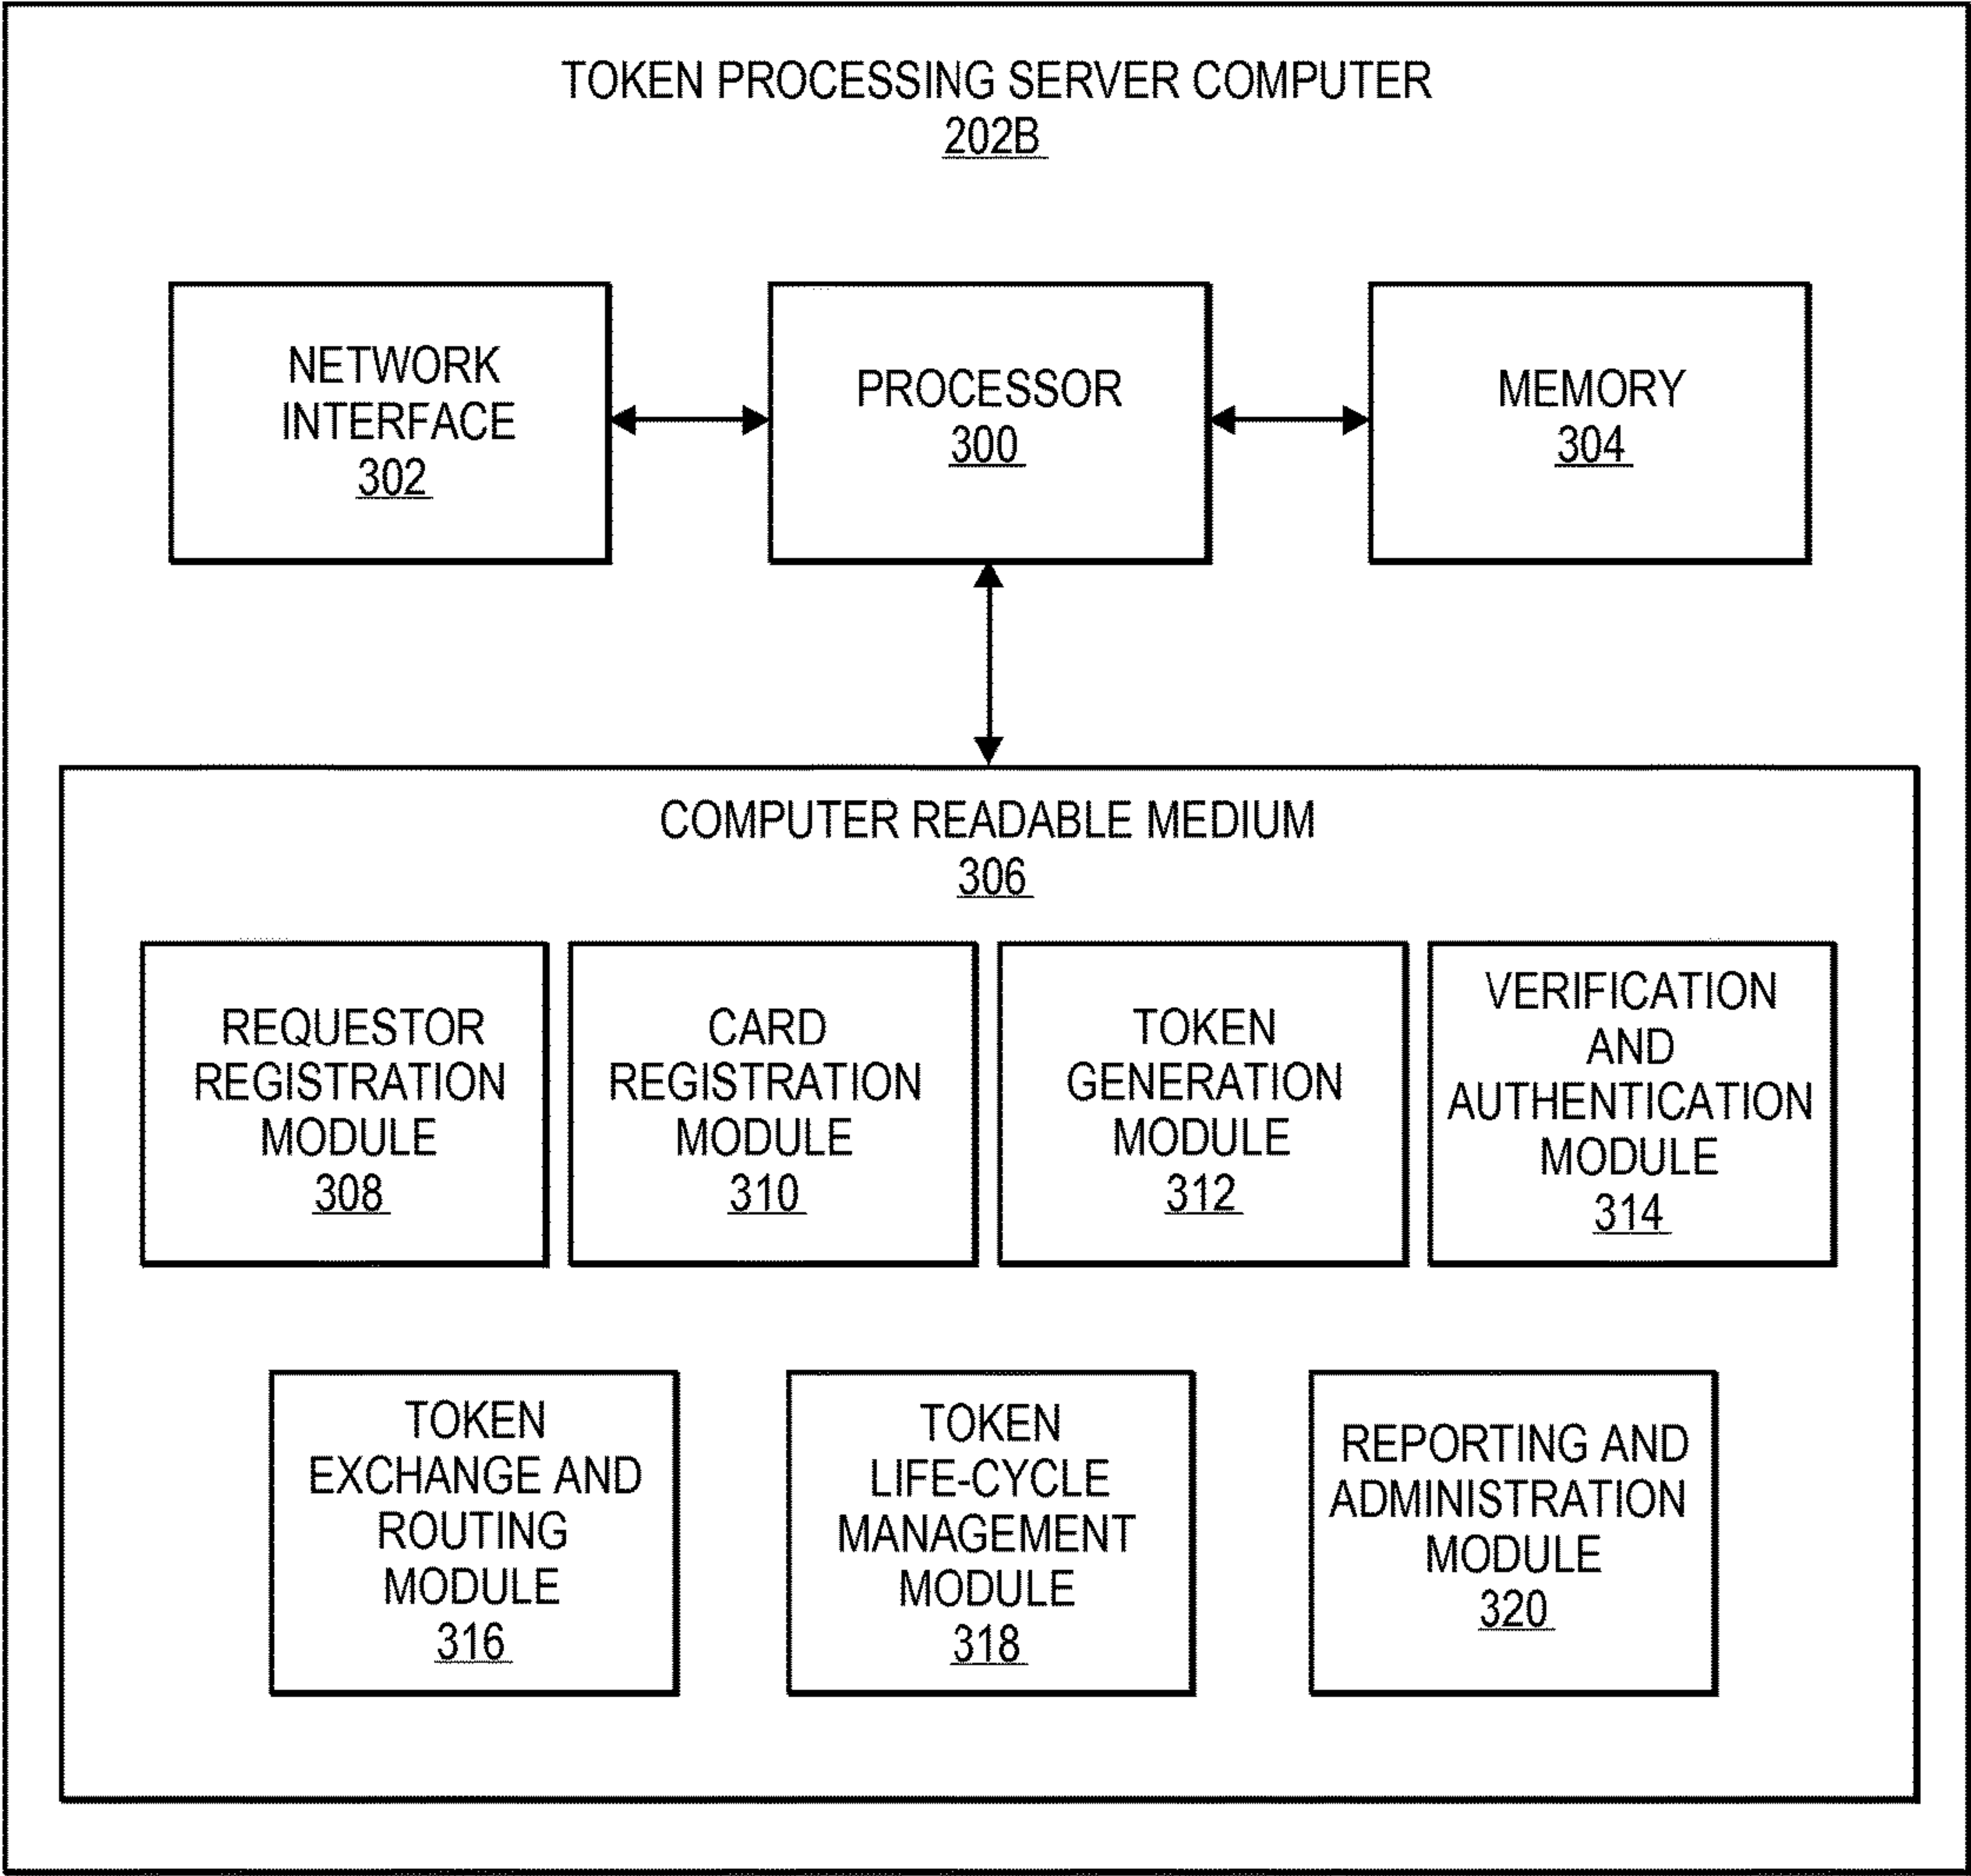 TOKEN PROCESSING SERVER COMPUTER
202B
NETWORK
INTERFACE
302
PROCESSOR
300
MEMORY
304
COMPUTER READABLE MEDIUM
306
REQUESTOR
REGISTRATION
MODULE
308
CARD
REGISTRATION
MODULE
310
TOKEN
GENERATION
MODULE
312
VERIFICATION
AND
AUTHENTICATION
MODULE
314
TOKEN
EXCHANGE AND
ROUTING
MODULE
316
TOKEN
LIFE-CYCLE
MANAGEMENT
MODULE
318
REPORTING AND
ADMINISTRATION
MODULE
320